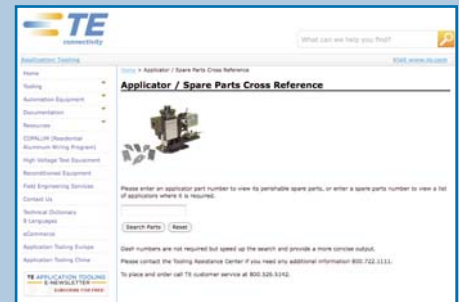 TE
connectivity
What can we help you find?
Application Tooling
Visit www.te.com
Home
Tooling
Automation Equipment
Documentation
Resources
COPALUM (Residential
Aluminum Wiring Program)
High Voltage Test Equipment
Reconditioned Equipment
Field Engineering Services
Contact Us
Technical Dictionary
8 Languages
eCommerce
Application Tooling Europe
Application Tooling China
TE APPLICATION TOOLING
E-NEWSLETTER
SUBSCRIBE FOR FREE!
Home > Applicator / Spare Parts Cross Reference
Applicator / Spare Parts Cross Reference
Please enter an applicator part number to view its perishable spare parts, or enter a spare parts number to view a list
of applicators where it is required.
Search Parts
Reset
Dash numbers are not required but speed up the search and provide a more concise output.
Please contact the Tooling Assistance Center if you need any additional information 800.722.1111.
To place and order call TE customer service at 800.526.5142.